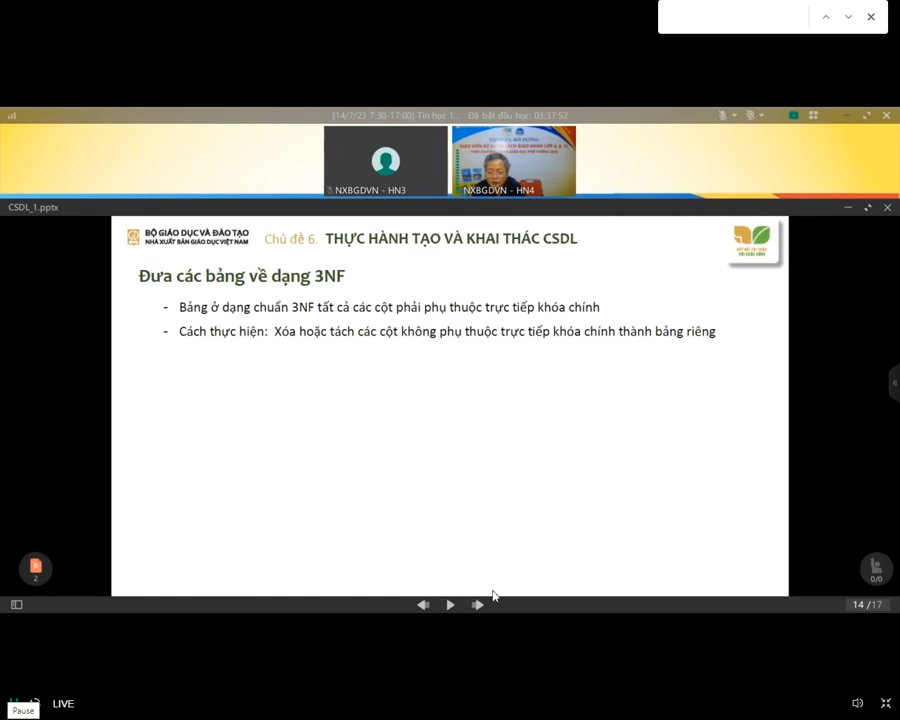 [14/7/23 7:30-17:00] Tin học 1... Đã bắt đầu học: 03:37:52
NXBGDVN - HN3
NXBGDVN - HN4
CSDL_1.pptx
BỘ GIÁO DỤC VÀ ĐÀO TẠO
NHÀ XUẤT BẢN GIÁO DỤC VIỆT NAM
Chủ đề 6. THỰC HÀNH TẠO VÀ KHAI THÁC CSDL
Đưa các bảng về dạng 3NF
- Bảng ở dạng chuẩn 3NF tất cả các cột phải phụ thuộc trực tiếp khóa chính
- Cách thực hiện: Xóa hoặc tách các cột không phụ thuộc trực tiếp khóa chính thành bảng riêng
2
0/0
14 /17
LIVE
Pause